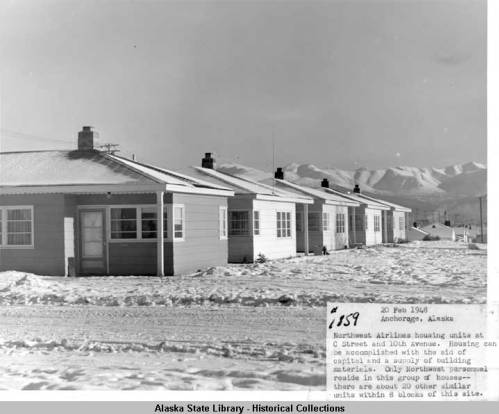 # 1359
20 Feb 1948
Anchorage, Alaska
Northwest Airlines housing units at
C Street and 10th Avenue. Housing can
be accomplished with the aid of
capital and a supply of building
materials. Only Northwest personnel
reside in this group of houses--
there are about 20 other similar
units within 8 blocks of this site.
Alaska State Library - Historical Collections